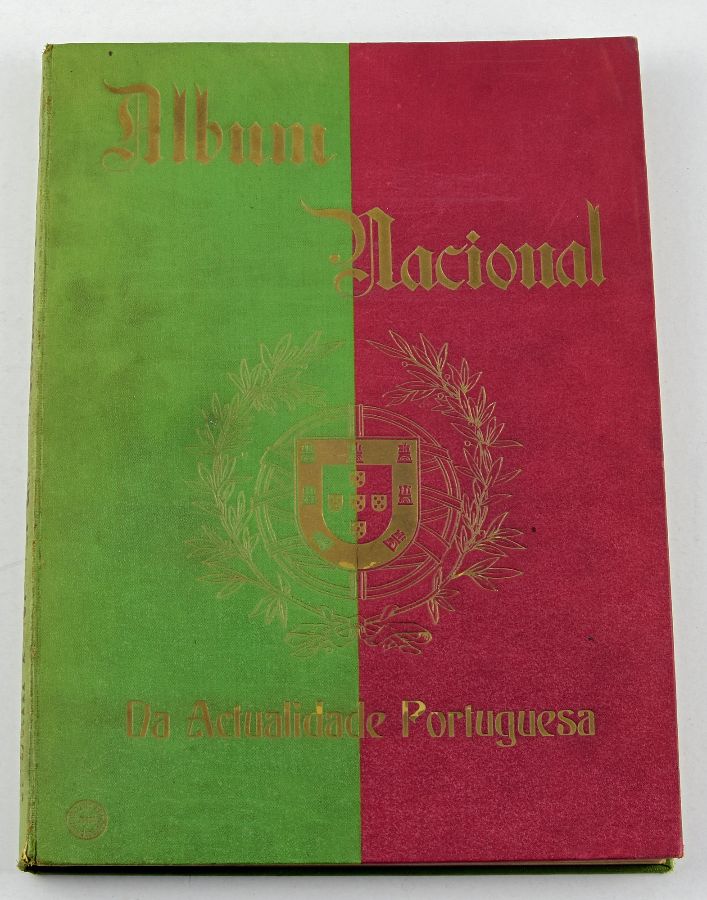 Album
Nacional
Da Actualidade Portuguesa